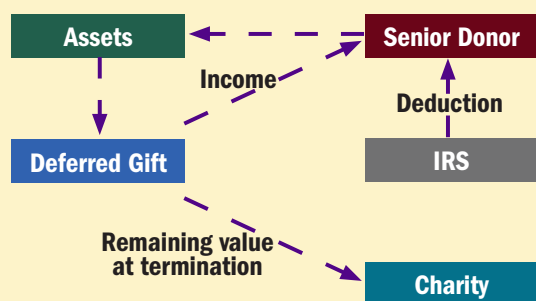 Assets
Senior Donor
Income
Deduction
Deferred Gift
IRS
Remaining value
at termination
Charity